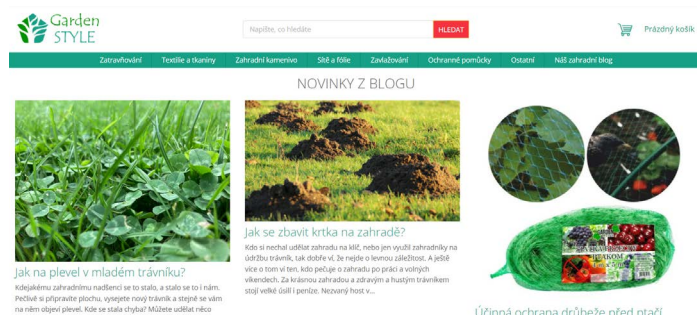 Garden
STYLE
Napište, co hledáte
HLEDAT
Prázdný košík
Zatravňování Textilie a tkaniny Zahradní kamenivo Sítě a fólie Zavlažování Ochranné pomůcky Ostatní Náš zahradní blog
NOVINKY Z BLOGU
Jak na plevel v mladém trávníku?
Kdejakému zahradnímu nadšenci se to stalo, a stalo se to i nám.
Pečlivě si připravíte plochu, vysejete nový trávník a stejně se vám
na něm objeví plevel. Kde se stala chyba? Můžete udělat něco
Jak se zbavit krtka na zahradě?
Kdo si nechal udělat zahradu na klíč, nebo jen využil zahradníky na
údržbu trávník, tak dobře ví, že nejde o levnou záležitost. A ještě
více o tom ví ten, kdo pečuje o zahradu po práci a volných
víkendech. Za krásnou zahradou a zdravým a hustým trávníkem
stojí velké úsilí i peníze. Nezvaný host v...
Účinná ochrana drůbeže před ptačí